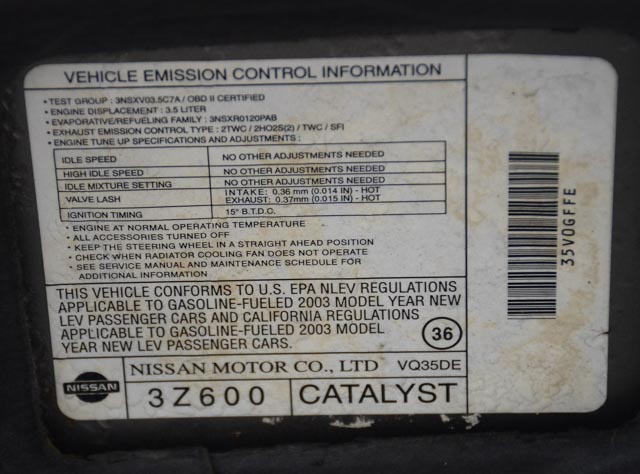 VEHICLE EMISSION CONTROL INFORMATION
• TEST GROUP : 3NSXV03.5C7A / OBD II CERTIFIED
• ENGINE DISPLACEMENT : 3.5 LITER
• EVAPORATIVE/REFUELING FAMILY : 3NSXR0120PAB
• EXHAUST EMISSION CONTROL TYPE : 2TWC / 2HO2S(2) / TWC / SFI
• ENGINE TUNE UP SPECIFICATIONS AND ADJUSTMENTS :
IDLE SPEED NO OTHER ADJUSTMENTS NEEDED
HIGH IDLE SPEED NO OTHER ADJUSTMENTS NEEDED
IDLE MIXTURE SETTING NO OTHER ADJUSTMENTS NEEDED
VALVE LASH INTAKE: 0.36 mm (0.014 IN) - HOT
EXHAUST: 0.37mm (0.015 IN) - HOT
IGNITION TIMING 15° B.T.D.C.
• ENGINE AT NORMAL OPERATING TEMPERATURE
• ALL ACCESSORIES TURNED OFF
• KEEP THE STEERING WHEEL IN A STRAIGHT AHEAD POSITION
• CHECK WHEN RADIATOR COOLING FAN DOES NOT OPERATE
• SEE SERVICE MANUAL AND MAINTENANCE SCHEDULE FOR
ADDITIONAL INFORMATION
THIS VEHICLE CONFORMS TO U.S. EPA NLEV REGULATIONS
APPLICABLE TO GASOLINE-FUELED 2003 MODEL YEAR NEW
LEV PASSENGER CARS AND CALIFORNIA REGULATIONS
APPLICABLE TO GASOLINE-FUELED 2003 MODEL
YEAR NEW LEV PASSENGER CARS.
36
NISSAN
NISSAN MOTOR CO., LTD VQ35DE
3Z600 CATALYST
35V0GFFE